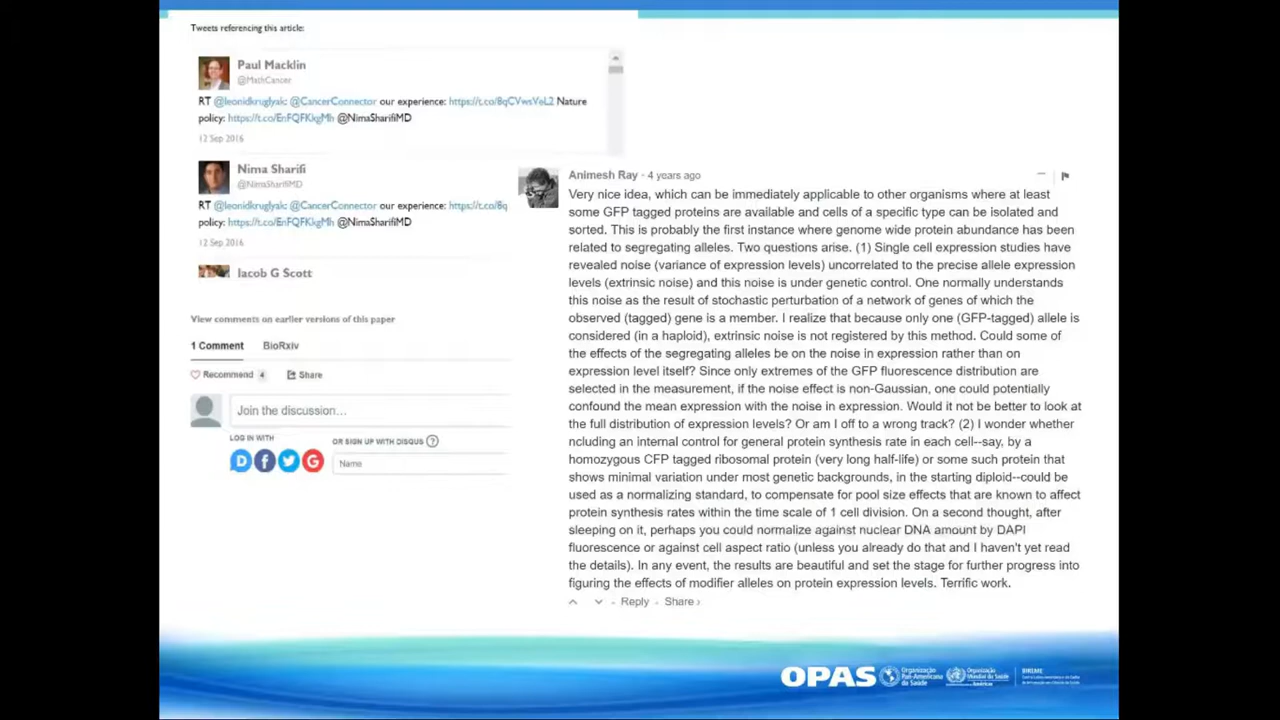 Tweets referencing this article:
Paul Macklin
@MathCancer
RT @leonidkruglyak: @CancerConnector our experience: https://t.co/8qCVwsVeL2 Nature
policy: https://t.co/EnFQFKkgMh @NimaSharifiMD
12 Sep 2016
Nima Sharifi
@NimaSharifiMD
RT @leonidkruglyak: @CancerConnector our experience: https://t.co/8q
policy: https://t.co/EnFQFKkgMh @NimaSharifiMD
12 Sep 2016
Jacob G Scott
View comments on earlier versions of this paper
1 Comment BioRxiv
Recommend 4 Share
Join the discussion...
LOG IN WITH
OR SIGN UP WITH DISQUS ?
D f G
Name
Animesh Ray - 4 years ago
Very nice idea, which can be immediately applicable to other organisms where at least
some GFP tagged proteins are available and cells of a specific type can be isolated and
sorted. This is probably the first instance where genome wide protein abundance has been
related to segregating alleles. Two questions arise. (1) Single cell expression studies have
revealed noise (variance of expression levels) uncorrelated to the precise allele expression
levels (extrinsic noise) and this noise is under genetic control. One normally understands
this noise as the result of stochastic perturbation of a network of genes of which the
observed (tagged) gene is a member. I realize that because only one (GFP-tagged) allele is
considered (in a haploid), extrinsic noise is not registered by this method. Could some of
the effects of the segregating alleles be on the noise in expression rather than on
expression level itself? Since only extremes of the GFP fluorescence distribution are
selected in the measurement, if the noise effect is non-Gaussian, one could potentially
confound the mean expression with the noise in expression. Would it not be better to look at
the full distribution of expression levels? Or am I off to a wrong track? (2) I wonder whether
ncluding an internal control for general protein synthesis rate in each cell--say, by a
homozygous CFP tagged ribosomal protein (very long half-life) or some such protein that
shows minimal variation under most genetic backgrounds, in the starting diploid--could be
used as a normalizing standard, to compensate for pool size effects that are known to affect
protein synthesis rates within the time scale of 1 cell division. On a second thought, after
sleeping on it, perhaps you could normalize against nuclear DNA amount by DAPI
fluorescence or against cell aspect ratio (unless you already do that and I haven't yet read
the details). In any event, the results are beautiful and set the stage for further progress into
figuring the effects of modifier alleles on protein expression levels. Terrific work.
Reply Share ›
OPAS
Organização
Pan-Americana
da Saúde
Organização
Mundial da Saúde
BIREME